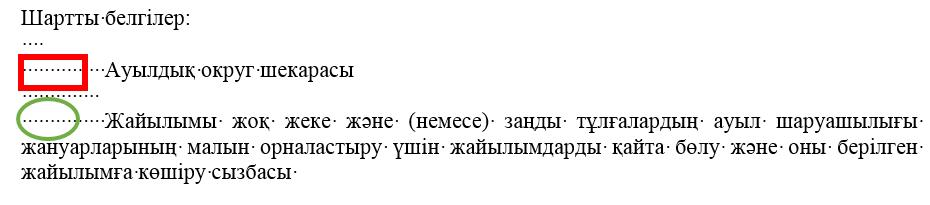 Шартты белгілер:
Ауылдық округ шекарасы
Жайылымы жоқ жеке және (немесе) заңды тұлғалардың ауыл шаруашылығы
жануарларының малын орналастыру үшін жайылымдарды қайта бөлу және оны берілген
жайылымға көшіру сызбасы